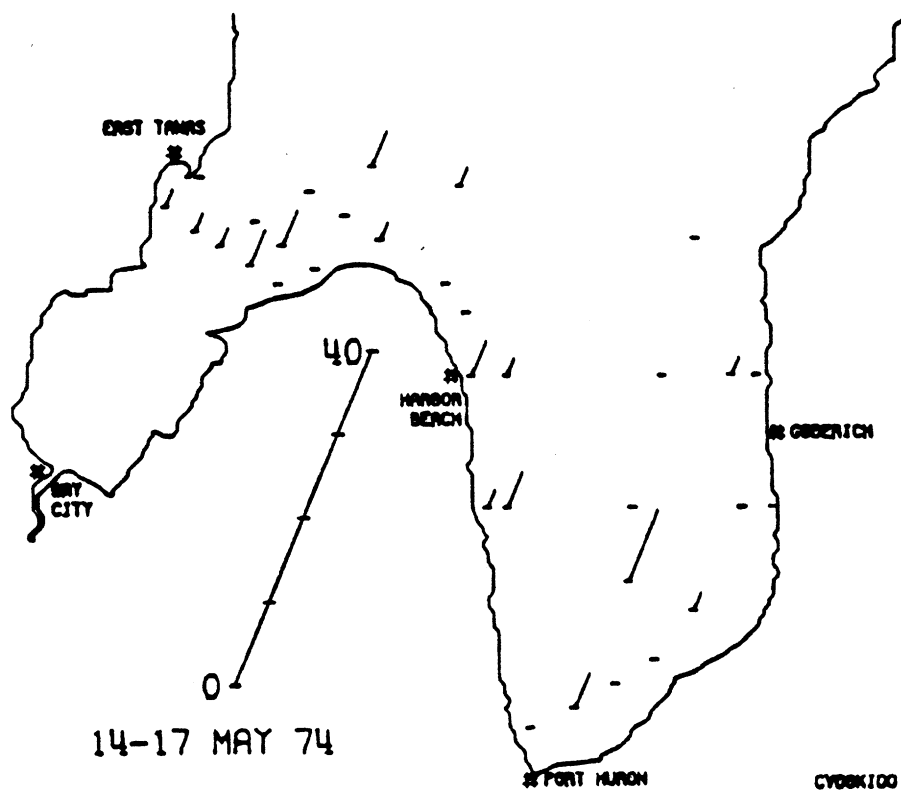 EAST TAWAS
40
HARBOR
BEACH
GODERICH
BAY
CITY
0
14-17 MAY 74
PORT HURON